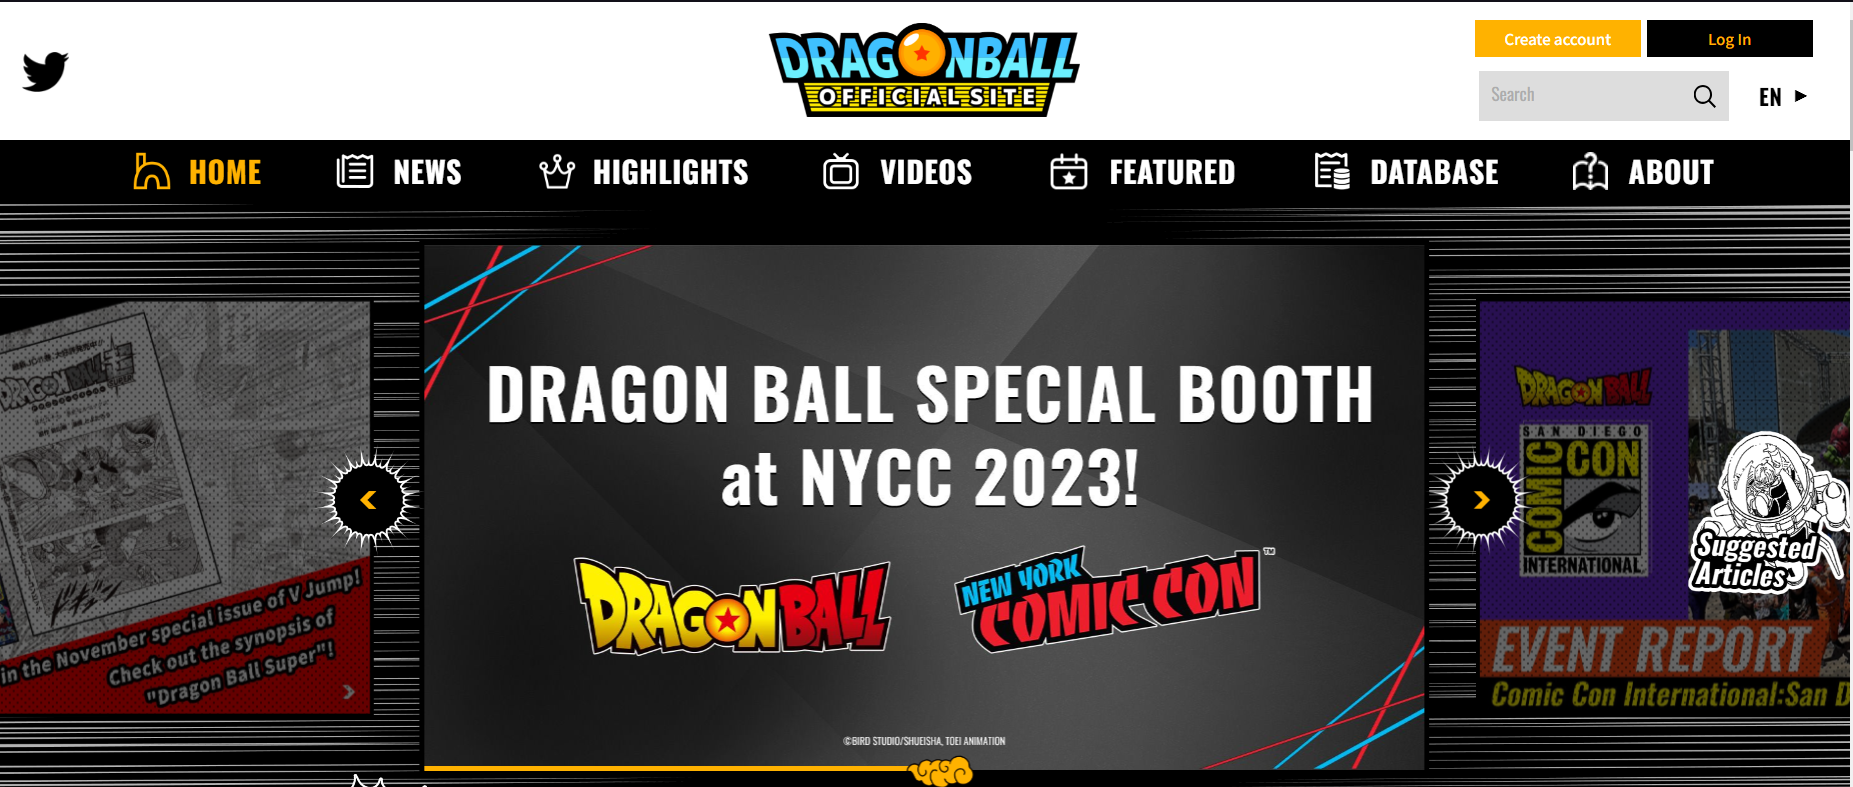 DRAGONBALL
OFFICIAL SITE
Create account
Log In
Search
EN
HOME
NEWS
HIGHLIGHTS
VIDEOS
FEATURED
DATABASE
ABOUT
in the November special issue of V Jump!
Check out the synopsis of
"Dragon Ball Super"!
DRAGON BALL SPECIAL BOOTH
at NYCC 2023!
DRAGONBALL
NEW YORK
COMIC CON
TM
©BIRD STUDIO/SHUEISHA, TOEI ANIMATION
DRAGONBALL
SAN DIEGO
COMIC
CON
INTERNATIONAL
Suggested
Articles
EVENT REPORT
Comic Con International:San D